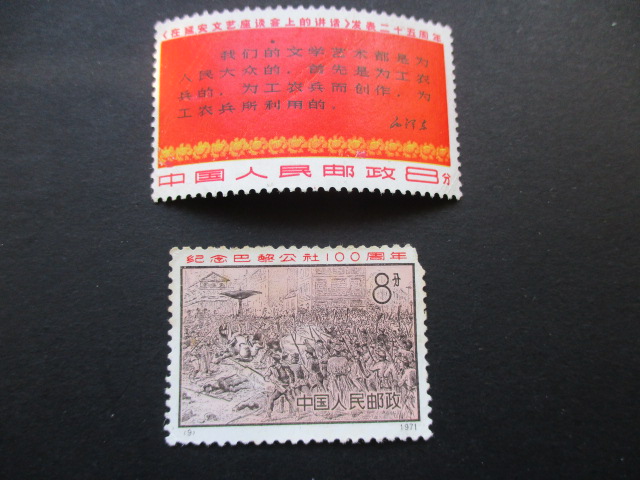 《在延安文艺座谈会上的讲话》发表二十五周年
我们的文学艺术都是为
人民大众的，首先是为工农
兵的，为工农兵而创作，为
工农兵所利用的。
毛泽东
中国人民邮政8分
纪念巴黎公社100周年
8分
中国人民邮政
(9) 1971